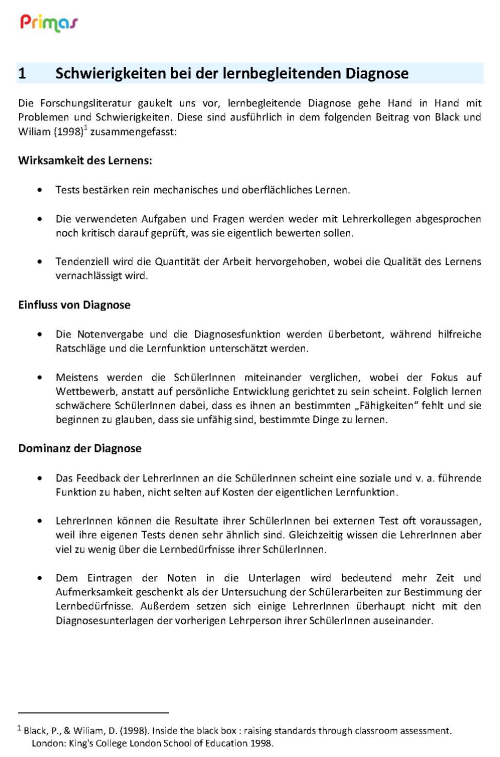 Primas
1 Schwierigkeiten bei der lernbegleitenden Diagnose
Die Forschungsliteratur gaukelt uns vor, lernbegleitende Diagnose gehe Hand in Hand mit
Problemen und Schwierigkeiten. Diese sind ausführlich in dem folgenden Beitrag von Black und
Wiliam (1998)1 zusammengefasst:
Wirksamkeit des Lernens:
• Tests bestärken rein mechanisches und oberflächliches Lernen.
• Die verwendeten Aufgaben und Fragen werden weder mit Lehrerkollegen abgesprochen
noch kritisch darauf geprüft, was sie eigentlich bewerten sollen.
• Tendenziell wird die Quantität der Arbeit hervorgehoben, wobei die Qualität des Lernens
vernachlässigt wird.
Einfluss von Diagnose
• Die Notenvergabe und die Diagnosesfunktion werden überbetont, während hilfreiche
Ratschläge und die Lernfunktion unterschätzt werden.
• Meistens werden die SchülerInnen miteinander verglichen, wobei der Fokus auf
Wettbewerb, anstatt auf persönliche Entwicklung gerichtet zu sein scheint. Folglich lernen
schwächere SchülerInnen dabei, dass es ihnen an bestimmten „Fähigkeiten“ fehlt und sie
beginnen zu glauben, dass sie unfähig sind, bestimmte Dinge zu lernen.
Dominanz der Diagnose
• Das Feedback der LehrerInnen an die SchülerInnen scheint eine soziale und v. a. führende
Funktion zu haben, nicht selten auf Kosten der eigentlichen Lernfunktion.
• LehrerInnen können die Resultate ihrer SchülerInnen bei externen Test oft voraussagen,
weil ihre eigenen Tests denen sehr ähnlich sind. Gleichzeitig wissen die LehrerInnen aber
viel zu wenig über die Lernbedürfnisse ihrer SchülerInnen.
• Dem Eintragen der Noten in die Unterlagen wird bedeutend mehr Zeit und
Aufmerksamkeit geschenkt als der Untersuchung der Schülerarbeiten zur Bestimmung der
Lernbedürfnisse. Außerdem setzen sich einige LehrerInnen überhaupt nicht mit den
Diagnosesunterlagen der vorherigen Lehrperson ihrer SchülerInnen auseinander.
1 Black, P., & Wiliam, D. (1998). Inside the black box : raising standards through classroom assessment.
London: King's College London School of Education 1998.